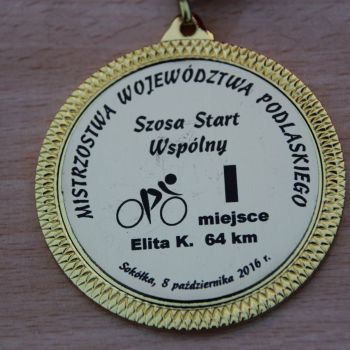 MISTRZOSTWA WOJEWÓDZTWA PODLASKIEGO
Szosa Start
Wspólny
I
miejsce
Elita K. 64 km
Sokółka, 8 października 2016 r.